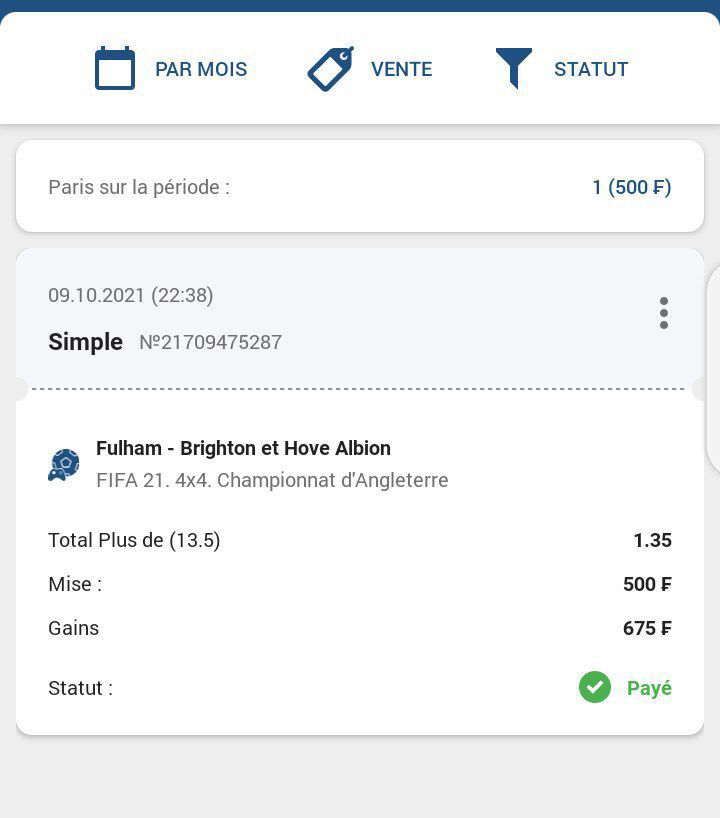 PAR MOIS VENTE STATUT
Paris sur la période : 1 (500 ₣)
09.10.2021 (22:38)
Simple №21709475287
Fulham - Brighton et Hove Albion
FIFA 21. 4x4. Championnat d'Angleterre
Total Plus de (13.5) 1.35
Mise : 500 ₣
Gains 675 ₣
Statut : Payé